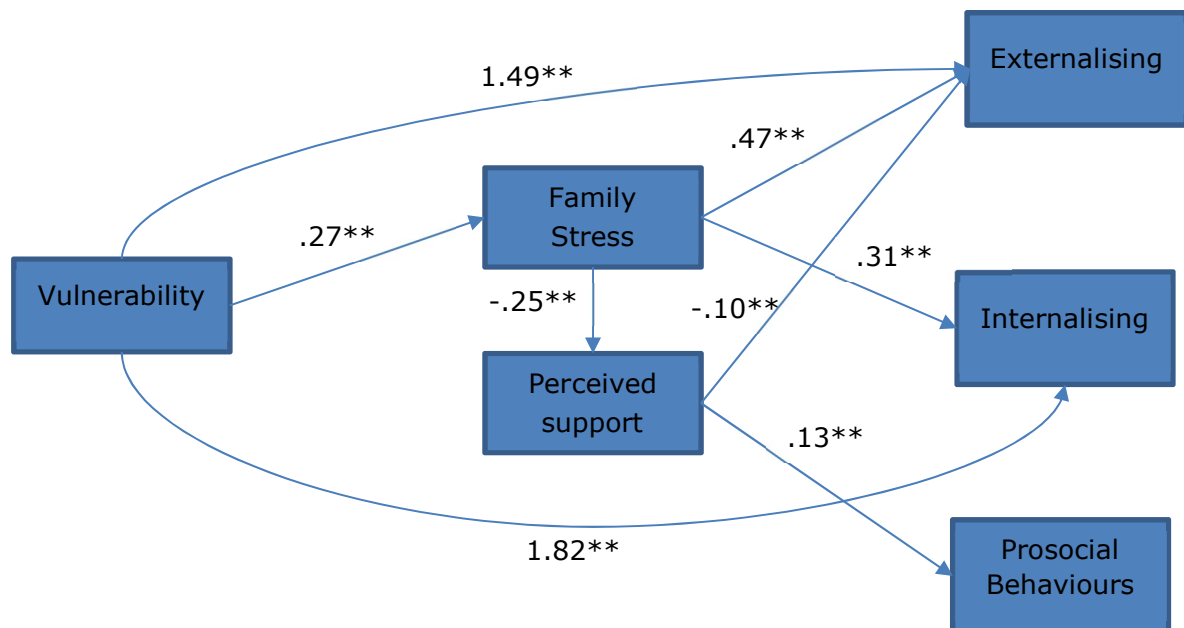 Externalising
1.49**
.47**
Family
Stress
.27**
.31**
Vulnerability
-.25**
-.10**
Internalising
Perceived
support
.13**
1.82**
Prosocial
Behaviours